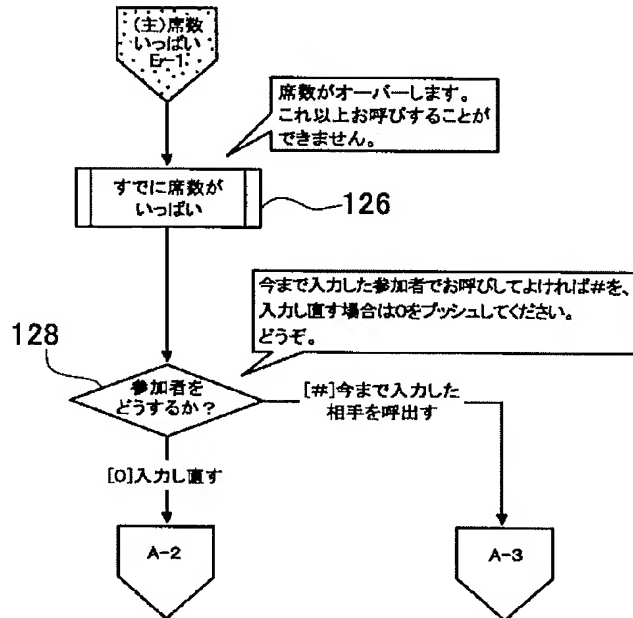 (主)席数
いっぱい
Er-1
席数がオーバーします。
これ以上お呼びすることが
できません。
すでに席数が
いっぱい
126
今まで入力した参加者でお呼びしてよければ#を、
入力し直す場合は0をプッシュしてください。
どうぞ。
128
参加者を
どうするか?
[#]今まで入力した
相手を呼出す
[0]入力し直す
A-2
A-3